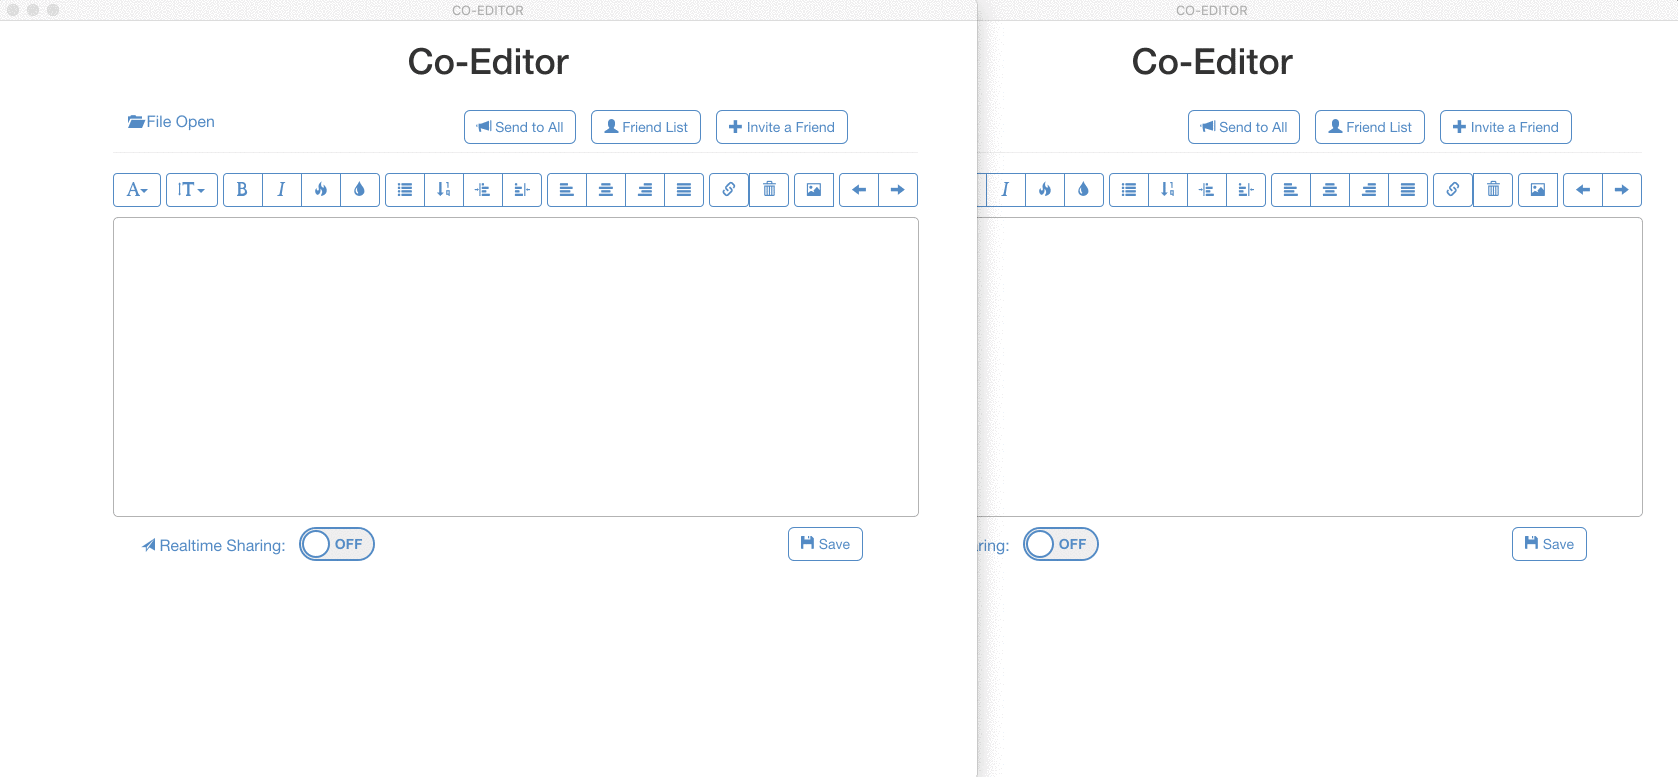 CO-EDITOR
Co-Editor
File Open
Send to All
Friend List
Invite a Friend
A
T
B
I
Realtime Sharing:
OFF
Save
CO-EDITOR
Co-Editor
Send to All
Friend List
Invite a Friend
I
ring:
OFF
Save